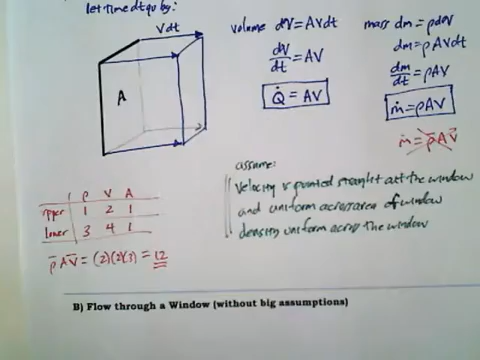 let time dt go by:
Vdt
A
volume dV = AVdt
dV/dt = AV
Q̇ = AV
mass dm = ρdV
dm = ρAVdt
dm/dt = ρAV
ṁ = ρAV
ṁ = ρ̄AV̄
assume:
velocity is pointed straight out the window
and uniform across area of window
density uniform across the window
ρ V A
upper 1 2 1
lower 3 4 1
ρ̄AV̄ = (2)(2)(3) = 12
B) Flow through a Window (without big assumptions)